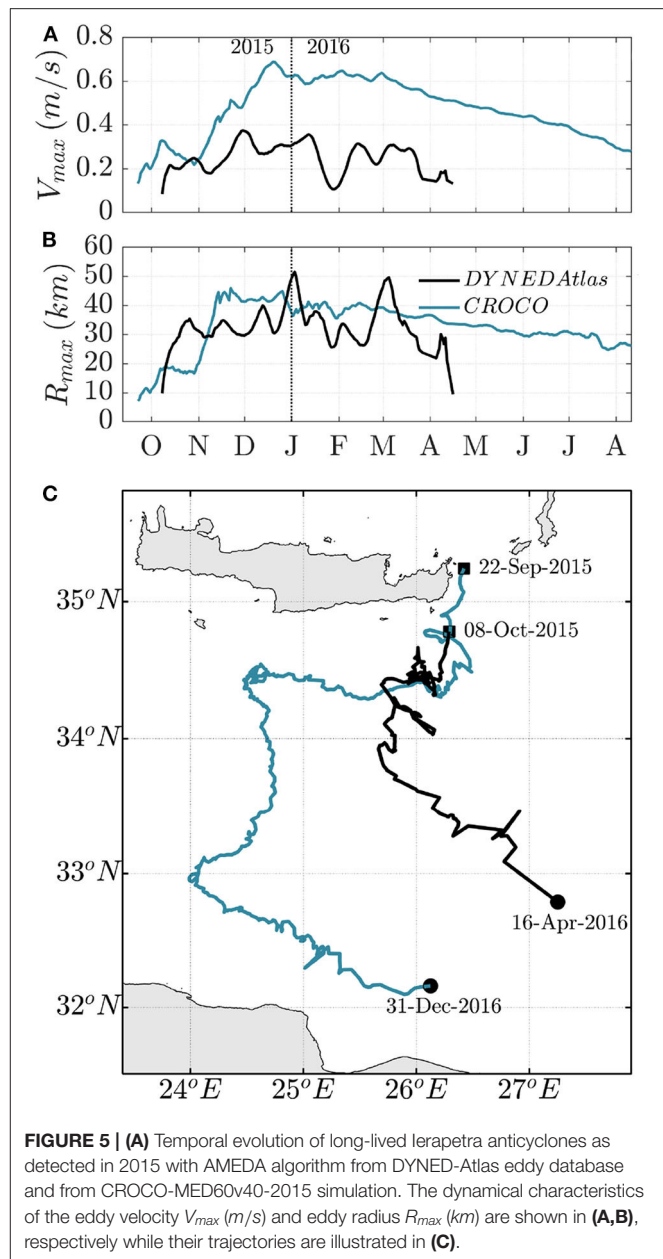 A
0.8
0.6
0.4
0.2
0
V_max (m/s)
2015 2016
B
60
50
40
30
20
10
0
R_max (km)
DYNEDAtlas
CROCO
O N D J F M A M J J A
C
35°N
34°N
33°N
32°N
22-Sep-2015
08-Oct-2015
16-Apr-2016
31-Dec-2016
24°E 25°E 26°E 27°E
FIGURE 5 | (A) Temporal evolution of long-lived Ierapetra anticyclones as
detected in 2015 with AMEDA algorithm from DYNED-Atlas eddy database
and from CROCO-MED60v40-2015 simulation. The dynamical characteristics
of the eddy velocity V_max (m/s) and eddy radius R_max (km) are shown in (A,B),
respectively while their trajectories are illustrated in (C).